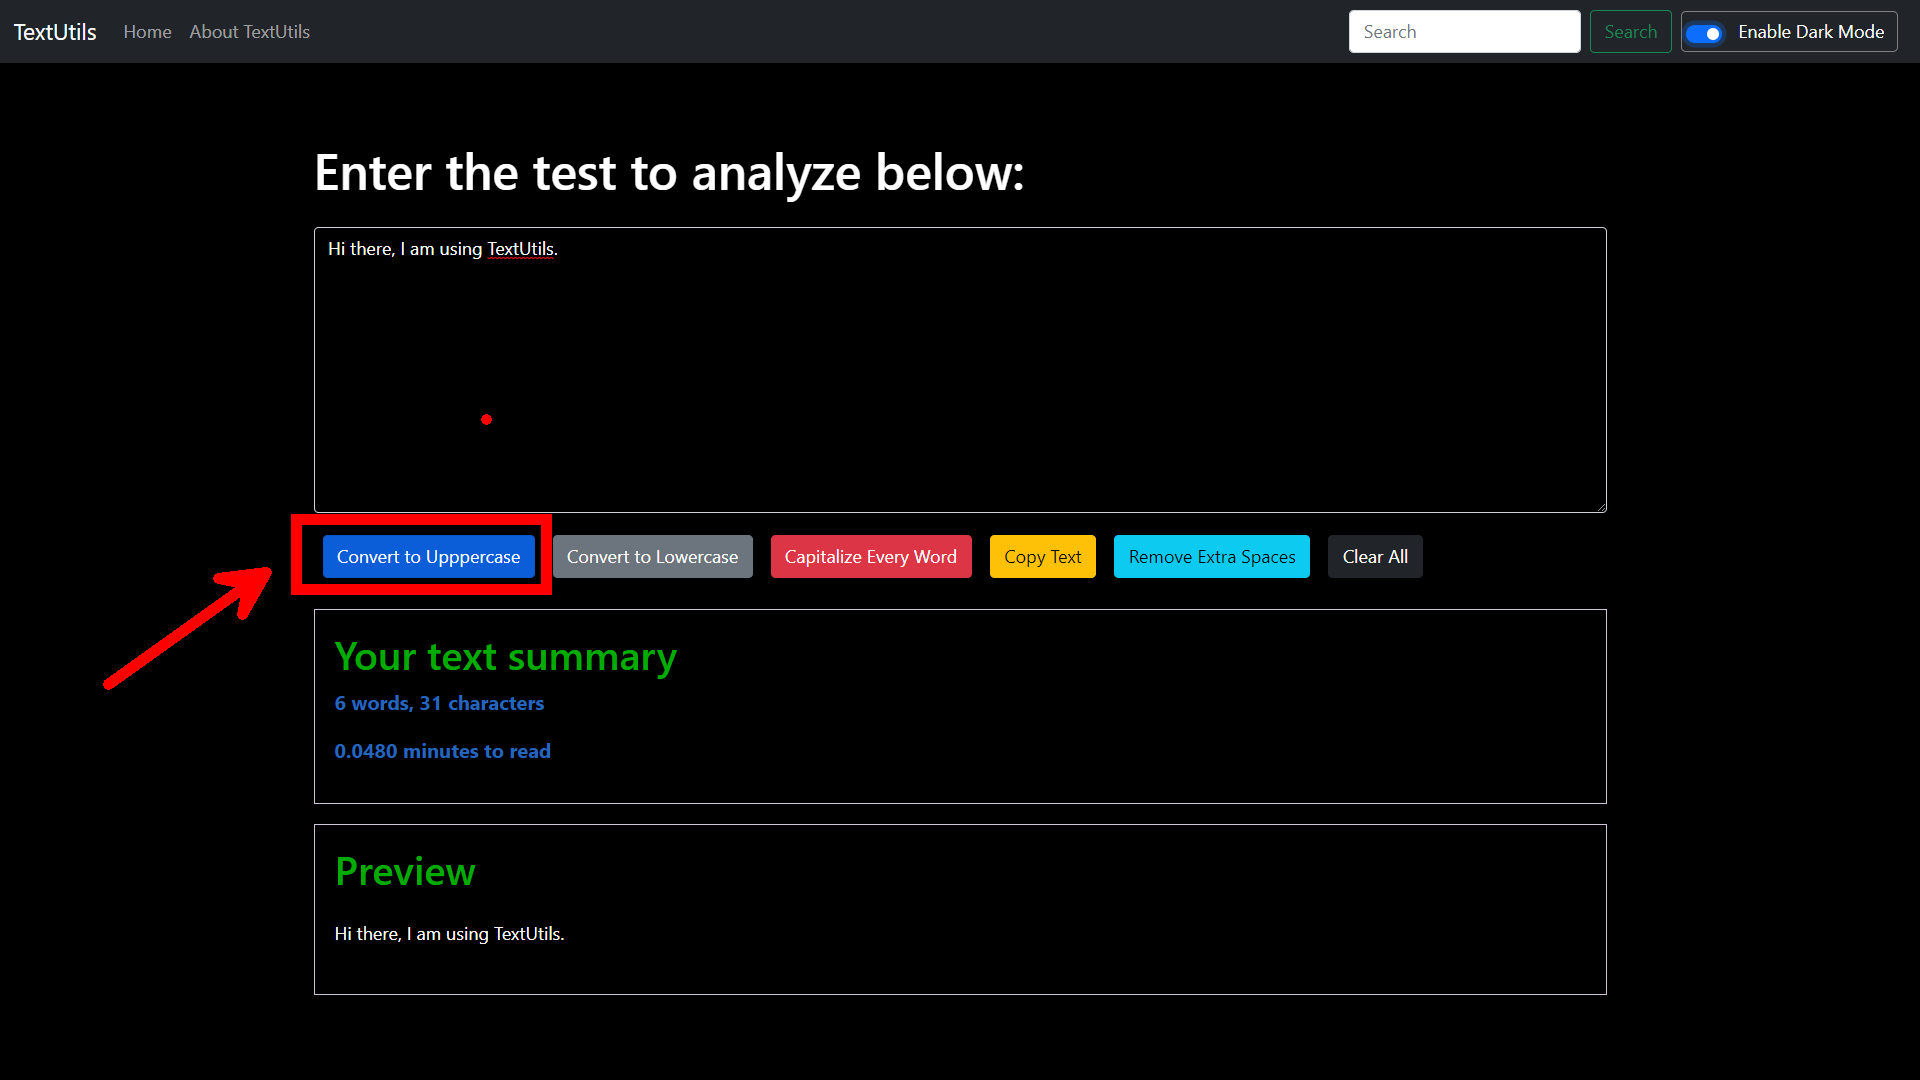 TextUtils Home About TextUtils Search Search Enable Dark Mode
Enter the test to analyze below:
Hi there, I am using TextUtils.
Convert to Upppercase Convert to Lowercase Capitalize Every Word Copy Text Remove Extra Spaces Clear All
Your text summary
6 words, 31 characters
0.0480 minutes to read
Preview
Hi there, I am using TextUtils.